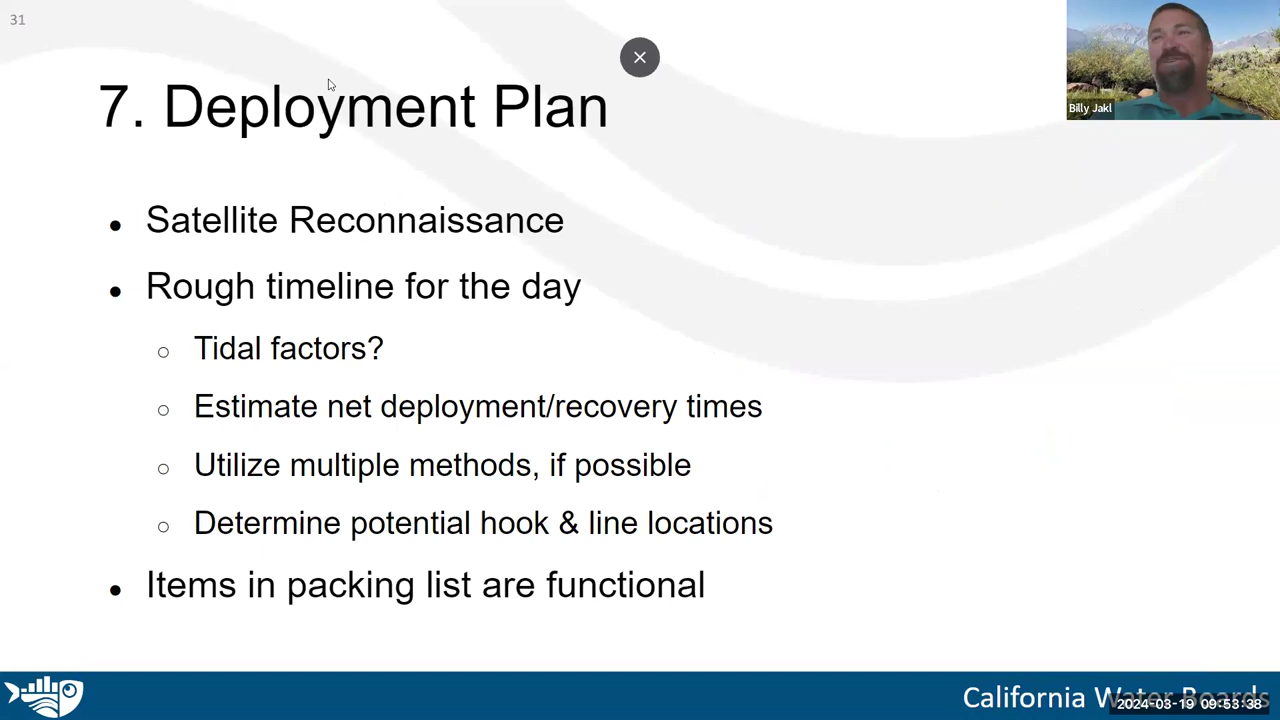 31
7. Deployment Plan
Billy Jakl
● Satellite Reconnaissance
● Rough timeline for the day
○ Tidal factors?
○ Estimate net deployment/recovery times
○ Utilize multiple methods, if possible
○ Determine potential hook & line locations
● Items in packing list are functional
California Water Boards
2024-03-19 09:53:38